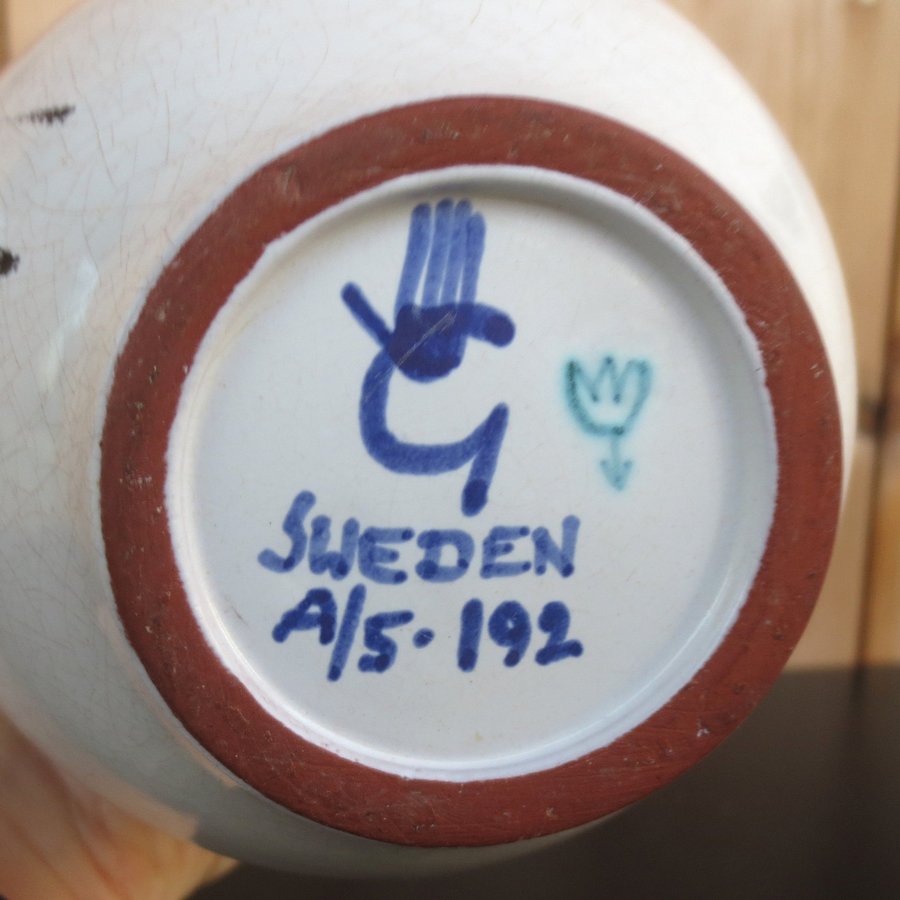 G
SWEDEN
A/5. 192